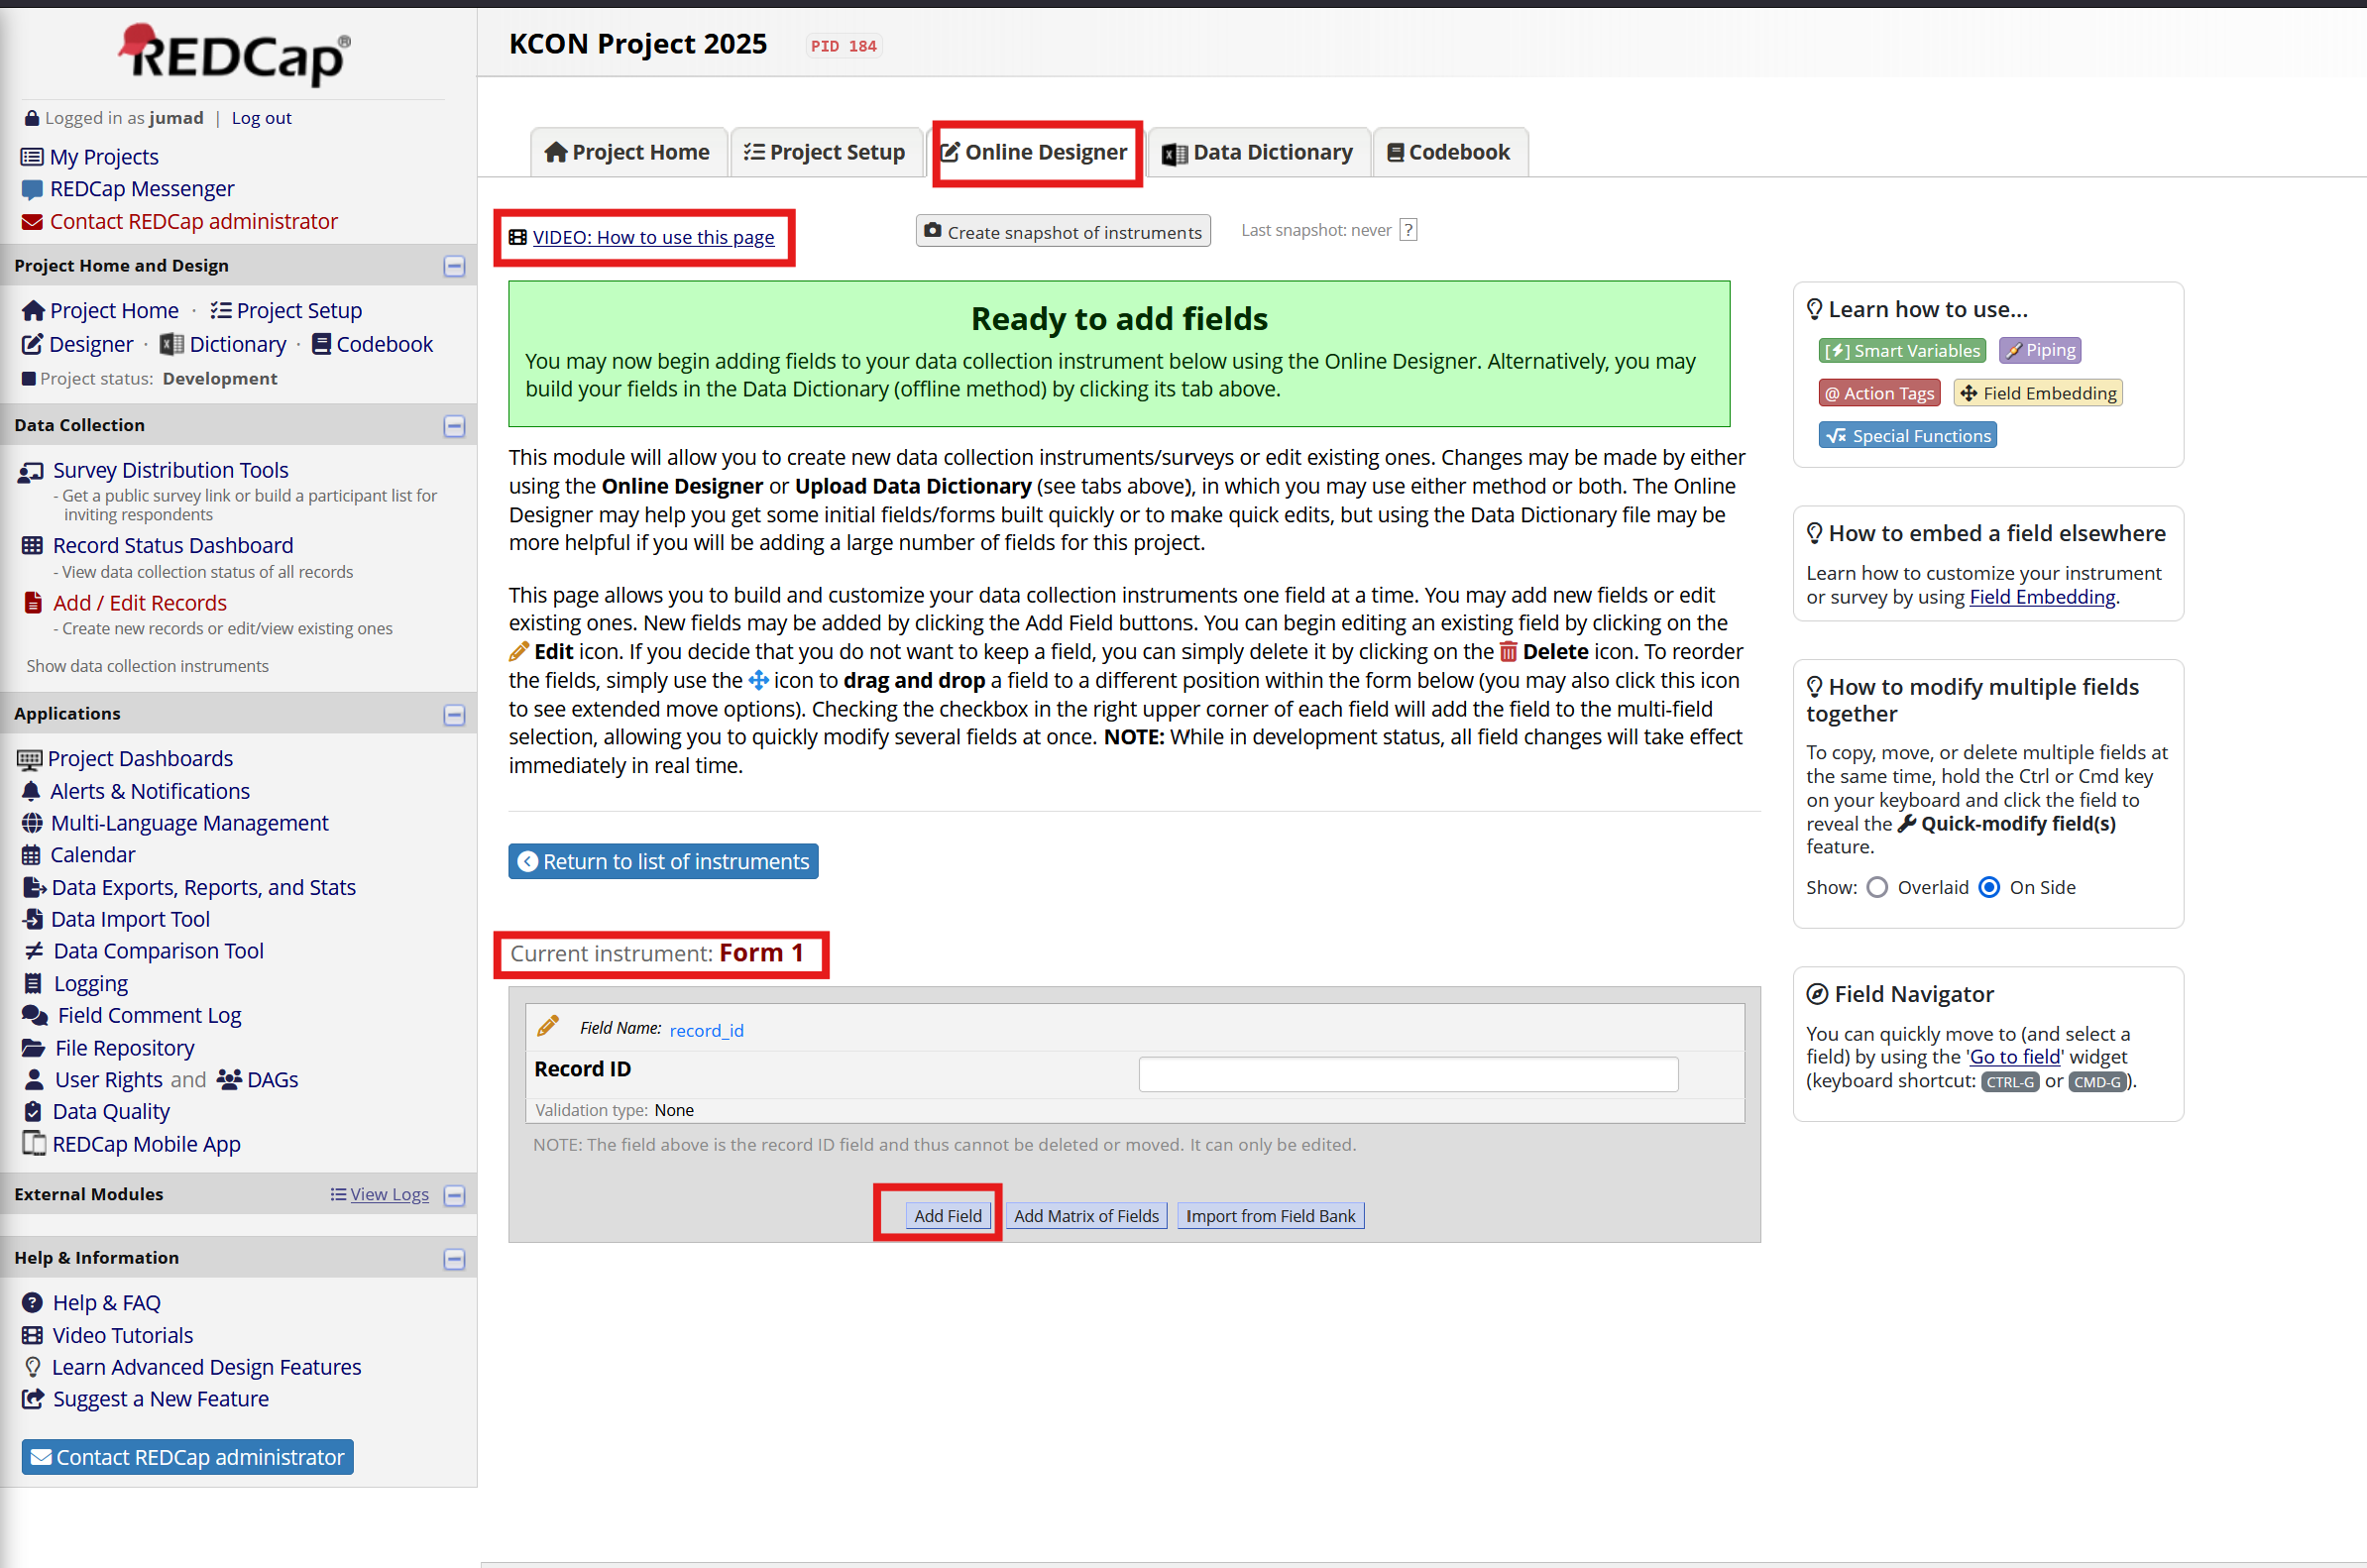 REDCap®
Logged in as jumad | Log out
My Projects
REDCap Messenger
Contact REDCap administrator
Project Home and Design
Project Home · Project Setup
Designer · Dictionary · Codebook
Project status: Development
Data Collection
Survey Distribution Tools
- Get a public survey link or build a participant list for
inviting respondents
Record Status Dashboard
- View data collection status of all records
Add / Edit Records
- Create new records or edit/view existing ones
Show data collection instruments
Applications
Project Dashboards
Alerts & Notifications
Multi-Language Management
Calendar
Data Exports, Reports, and Stats
Data Import Tool
Data Comparison Tool
Logging
Field Comment Log
File Repository
User Rights and DAGs
Data Quality
REDCap Mobile App
External Modules View Logs
Help & Information
Help & FAQ
Video Tutorials
Learn Advanced Design Features
Suggest a New Feature
Contact REDCap administrator
KCON Project 2025 PID 184
Project Home Project Setup Online Designer Data Dictionary Codebook
VIDEO: How to use this page Create snapshot of instruments Last snapshot: never ?
Ready to add fields
You may now begin adding fields to your data collection instrument below using the Online Designer. Alternatively, you may
build your fields in the Data Dictionary (offline method) by clicking its tab above.
This module will allow you to create new data collection instruments/surveys or edit existing ones. Changes may be made by either
using the Online Designer or Upload Data Dictionary (see tabs above), in which you may use either method or both. The Online
Designer may help you get some initial fields/forms built quickly or to make quick edits, but using the Data Dictionary file may be
more helpful if you will be adding a large number of fields for this project.
This page allows you to build and customize your data collection instruments one field at a time. You may add new fields or edit
existing ones. New fields may be added by clicking the Add Field buttons. You can begin editing an existing field by clicking on the
Edit icon. If you decide that you do not want to keep a field, you can simply delete it by clicking on the Delete icon. To reorder
the fields, simply use the icon to drag and drop a field to a different position within the form below (you may also click this icon
to see extended move options). Checking the checkbox in the right upper corner of each field will add the field to the multi-field
selection, allowing you to quickly modify several fields at once. NOTE: While in development status, all field changes will take effect
immediately in real time.
Return to list of instruments
Current instrument: Form 1
Field Name: record_id
Record ID
Validation type: None
NOTE: The field above is the record ID field and thus cannot be deleted or moved. It can only be edited.
Add Field Add Matrix of Fields Import from Field Bank
Learn how to use...
[⚡] Smart Variables Piping
@ Action Tags Field Embedding
√x Special Functions
How to embed a field elsewhere
Learn how to customize your instrument
or survey by using Field Embedding.
How to modify multiple fields
together
To copy, move, or delete multiple fields at
the same time, hold the Ctrl or Cmd key
on your keyboard and click the field to
reveal the Quick-modify field(s)
feature.
Show: Overlaid On Side
Field Navigator
You can quickly move to (and select a
field) by using the 'Go to field' widget
(keyboard shortcut: CTRL-G or CMD-G).